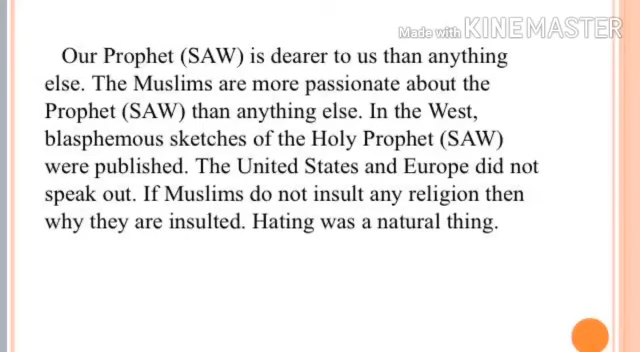 Made with KINEMASTER
Our Prophet (SAW) is dearer to us than anything
else. The Muslims are more passionate about the
Prophet (SAW) than anything else. In the West,
blasphemous sketches of the Holy Prophet (SAW)
were published. The United States and Europe did not
speak out. If Muslims do not insult any religion then
why they are insulted. Hating was a natural thing.